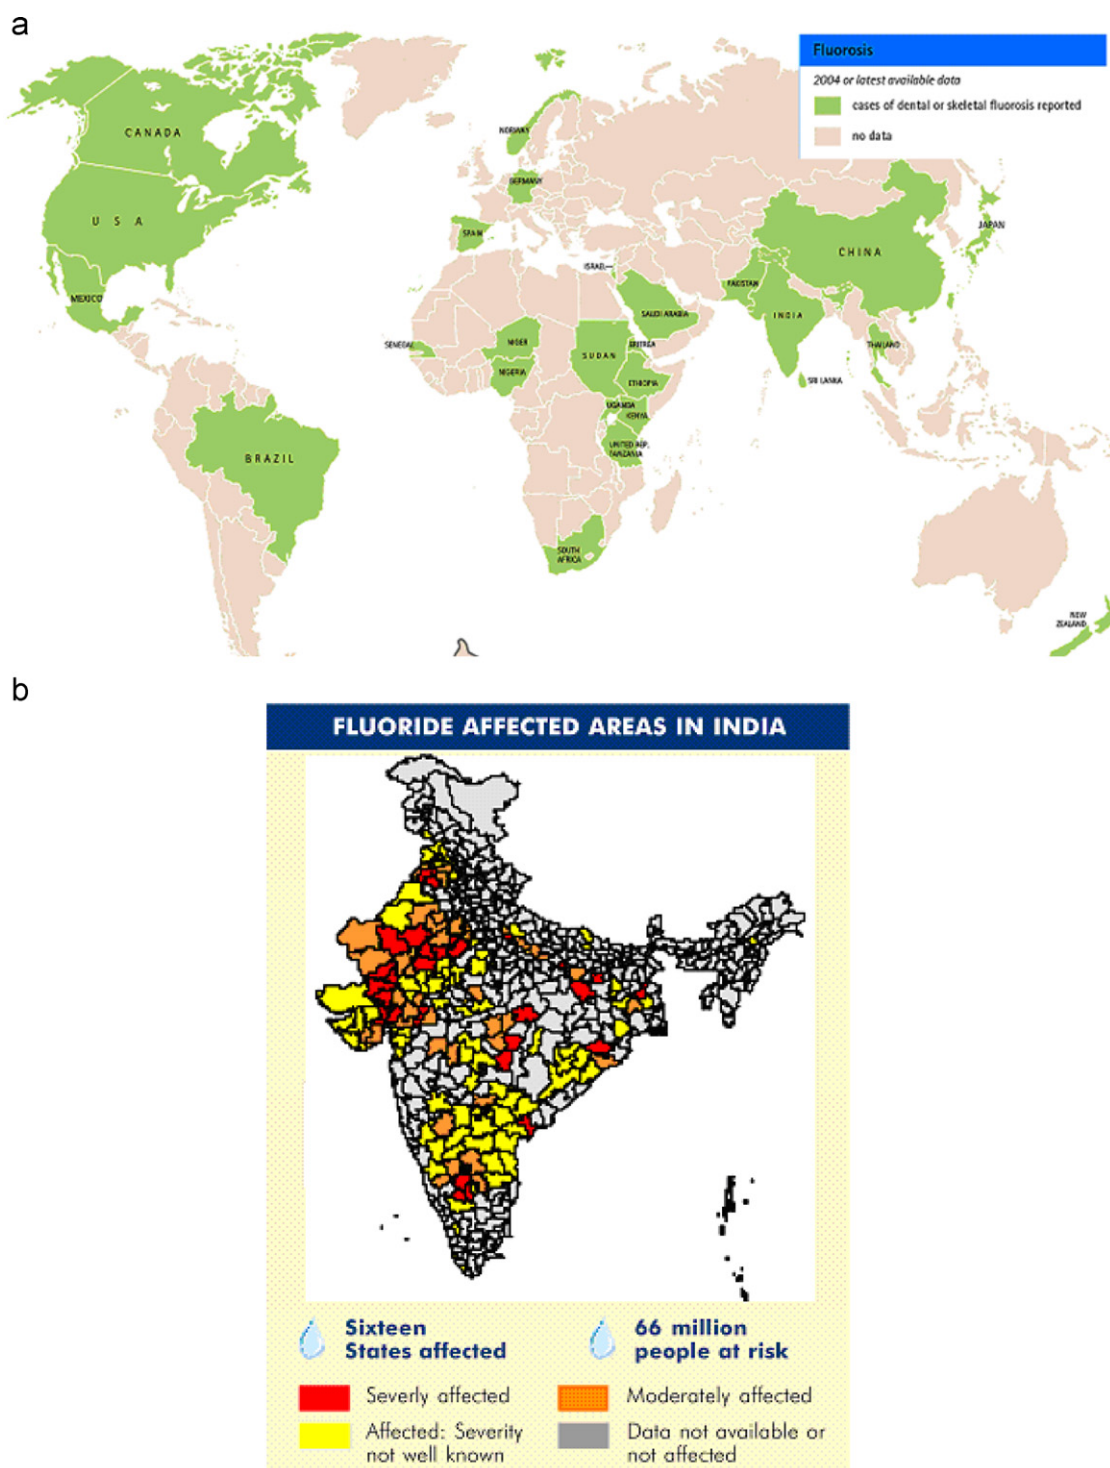 a
Fluorosis
2004 or latest available data
cases of dental or skeletal fluorosis reported
no data
CANADA
USA
MEXICO
BRAZIL
NORWAY
GERMANY
SPAIN
ISRAEL
SAUDI ARABIA
SENEGAL
NIGER
NIGERIA
SUDAN
ERITREA
ETHIOPIA
UGANDA
KENYA
UNITED REP.
TANZANIA
SOUTH
AFRICA
PAKISTAN
INDIA
SRI LANKA
CHINA
THAILAND
JAPAN
NEW
ZEALAND
b
FLUORIDE AFFECTED AREAS IN INDIA
Sixteen
States affected
66 million
people at risk
Severly affected
Moderately affected
Affected: Severity
not well known
Data not available or
not affected